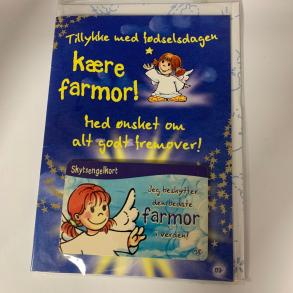 Tillykke med fødselsdagen
kære
farmor!
Med ønsket om
alt godt fremover!
Skytsengelkort
Jeg beskytter
den bedste
farmor
i verden!